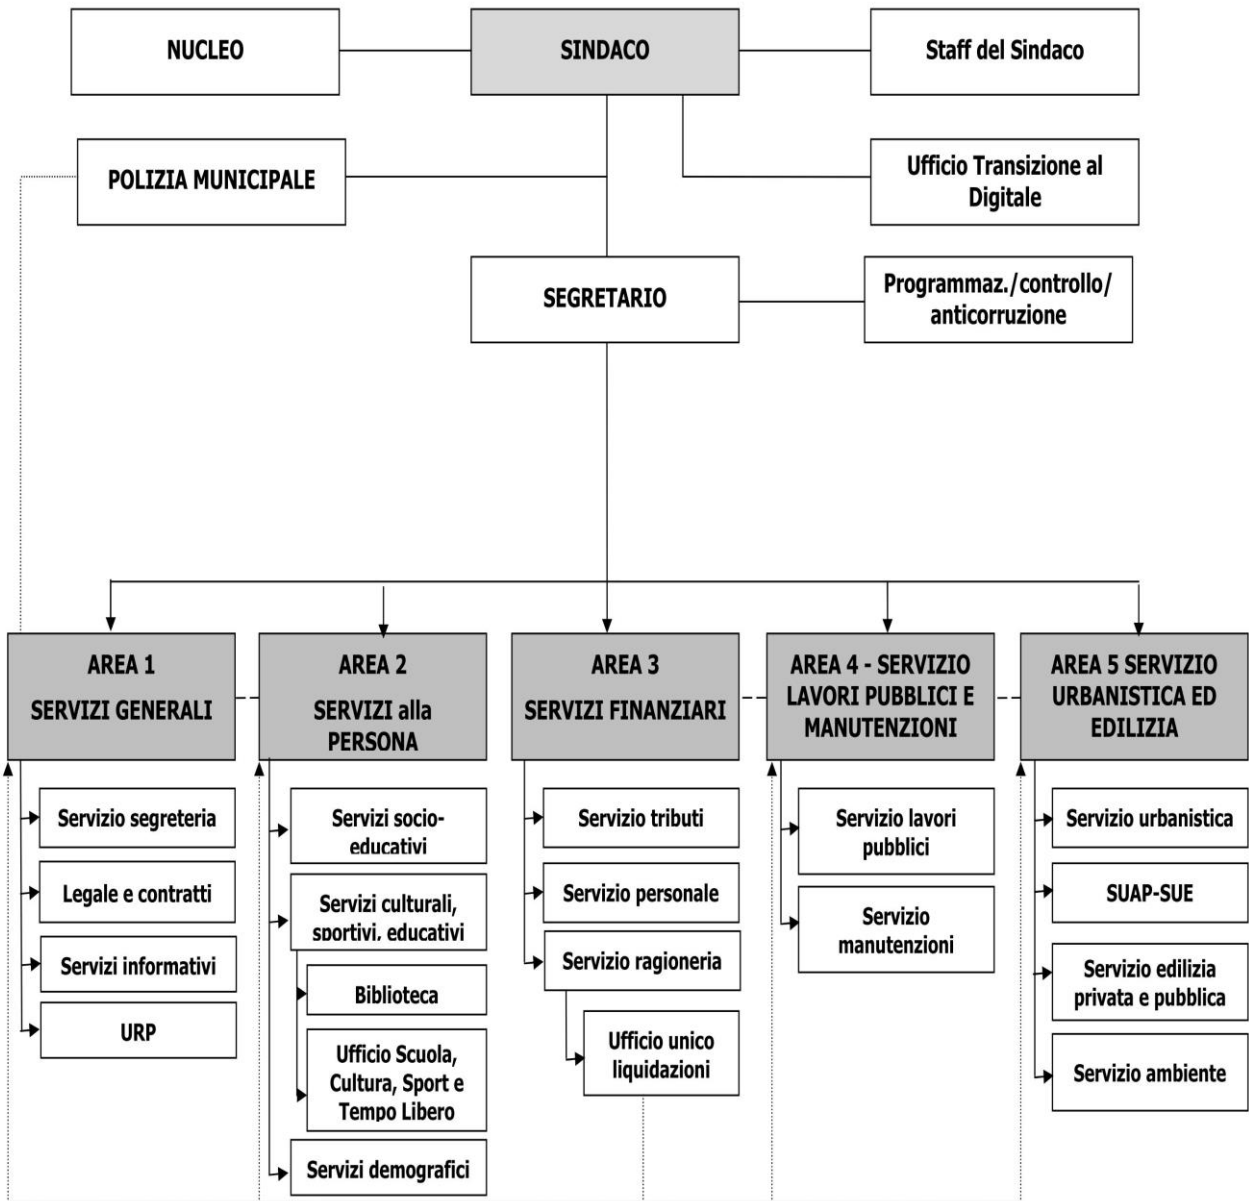 NUCLEO
SINDACO
Staff del Sindaco
POLIZIA MUNICIPALE
Ufficio Transizione al
Digitale
SEGRETARIO
Programmaz./controllo/
anticorruzione
AREA 1
SERVIZI GENERALI
Servizio segreteria
Legale e contratti
Servizi informativi
URP
AREA 2
SERVIZI alla
PERSONA
Servizi socio-
educativi
Servizi culturali,
sportivi, educativi
Biblioteca
Ufficio Scuola,
Cultura, Sport e
Tempo Libero
Servizi demografici
AREA 3
SERVIZI FINANZIARI
Servizio tributi
Servizio personale
Servizio ragioneria
Ufficio unico
liquidazioni
AREA 4 - SERVIZIO
LAVORI PUBBLICI E
MANUTENZIONI
Servizio lavori
pubblici
Servizio
manutenzioni
AREA 5 SERVIZIO
URBANISTICA ED
EDILIZIA
Servizio urbanistica
SUAP-SUE
Servizio edilizia
privata e pubblica
Servizio ambiente